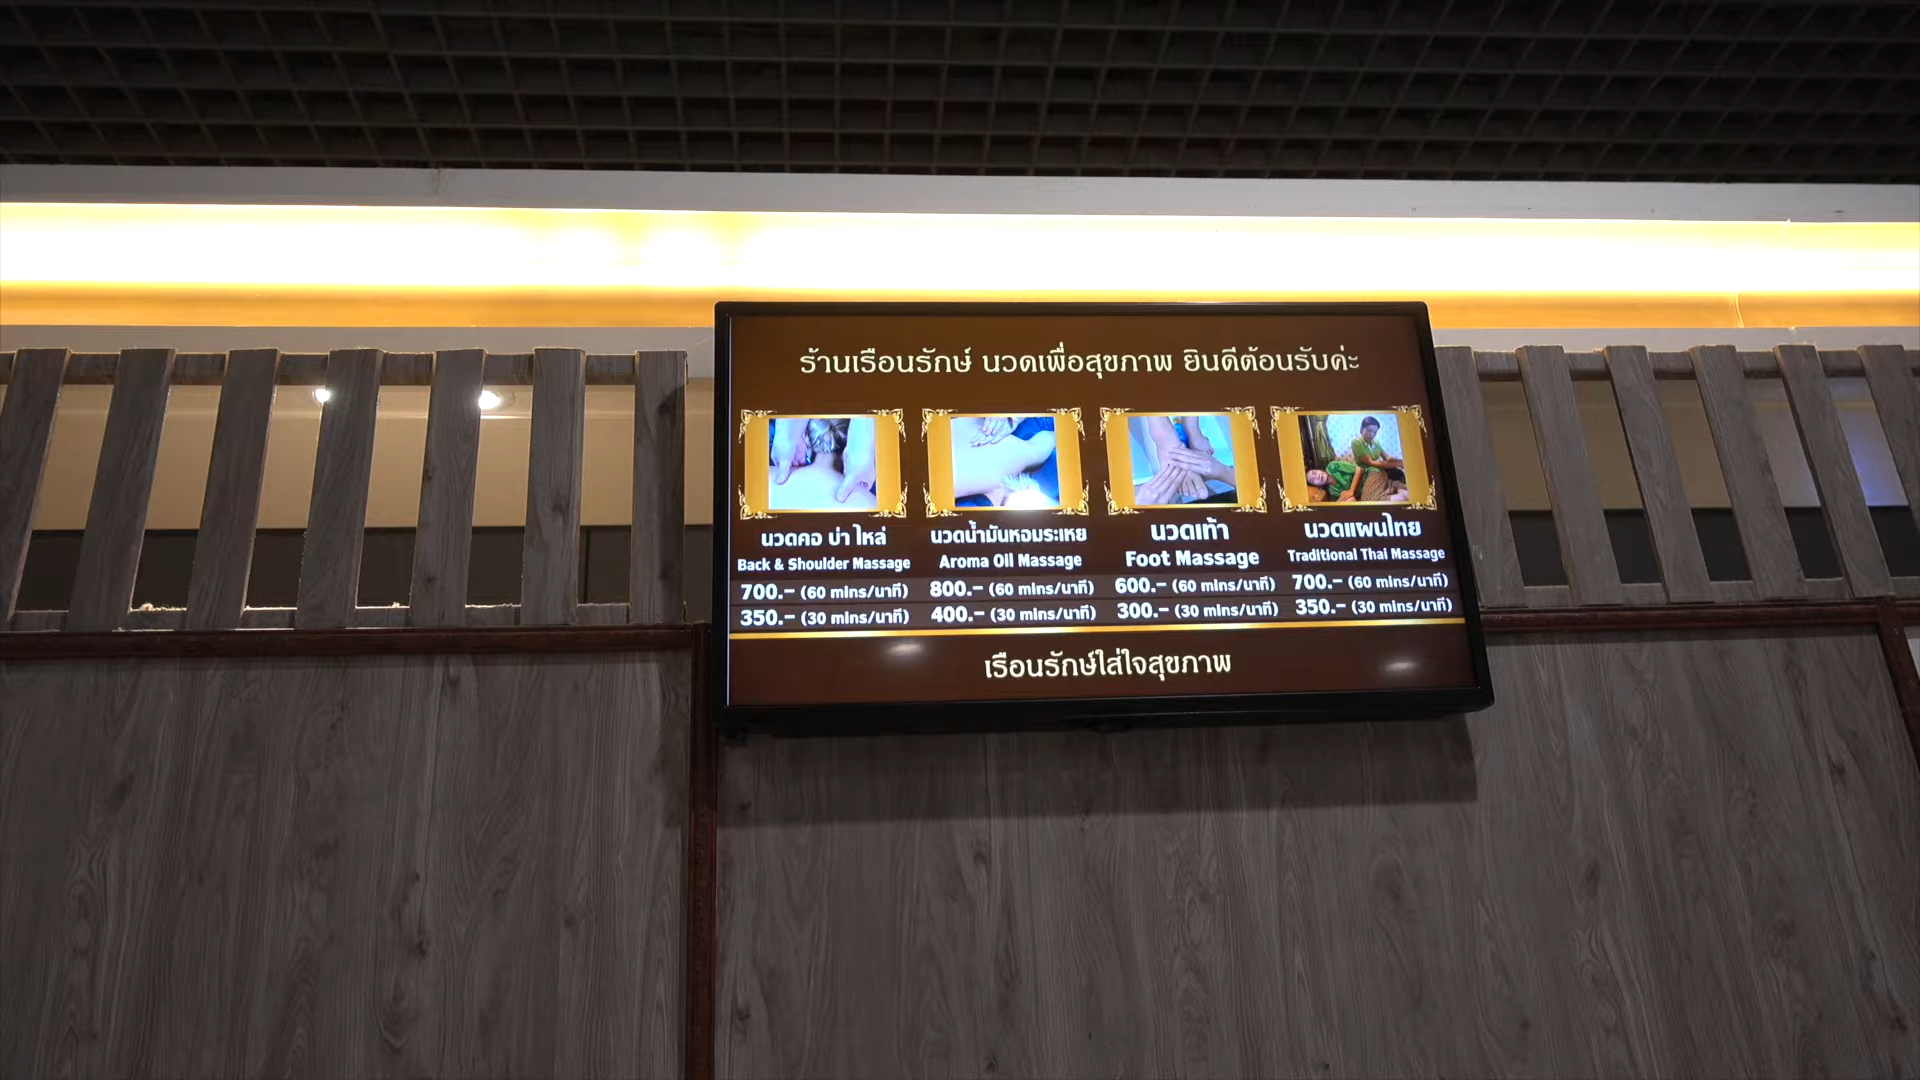 ร้านเรือนรักษ์ นวดเพื่อสุขภาพ ยินดีต้อนรับค่ะ
นวดคอ บ่า ไหล่
Back & Shoulder Massage
700.- (60 mins/นาที)
350.- (30 mins/นาที)
นวดน้ำมันหอมระเหย
Aroma Oil Massage
800.- (60 mins/นาที)
400.- (30 mins/นาที)
นวดเท้า
Foot Massage
600.- (60 mins/นาที)
300.- (30 mins/นาที)
นวดแผนไทย
Traditional Thai Massage
700.- (60 mins/นาที)
350.- (30 mins/นาที)
เรือนรักษ์ใส่ใจสุขภาพ